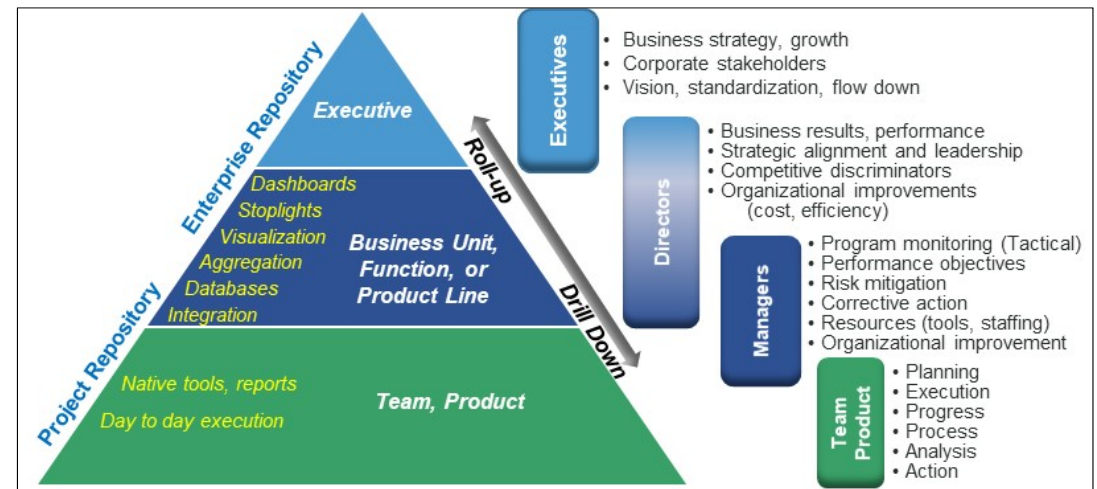 Enterprise Repository
Project Repository
Executive
Dashboards
Stoplights
Visualization
Aggregation
Databases
Integration
Business Unit,
Function, or
Product Line
Native tools, reports
Day to day execution
Team, Product
Roll-up
Drill Down
Executives
• Business strategy, growth
• Corporate stakeholders
• Vision, standardization, flow down
Directors
• Business results, performance
• Strategic alignment and leadership
• Competitive discriminators
• Organizational improvements
(cost, efficiency)
Managers
• Program monitoring (Tactical)
• Performance objectives
• Risk mitigation
• Corrective action
• Resources (tools, staffing)
• Organizational improvement
Team
Product
• Planning
• Execution
• Progress
• Process
• Analysis
• Action